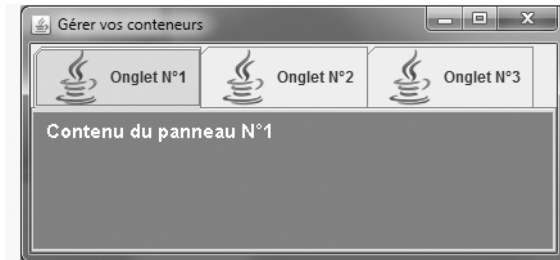 Gérer vos conteneurs
Onglet N°1 Onglet N°2 Onglet N°3
Contenu du panneau N°1